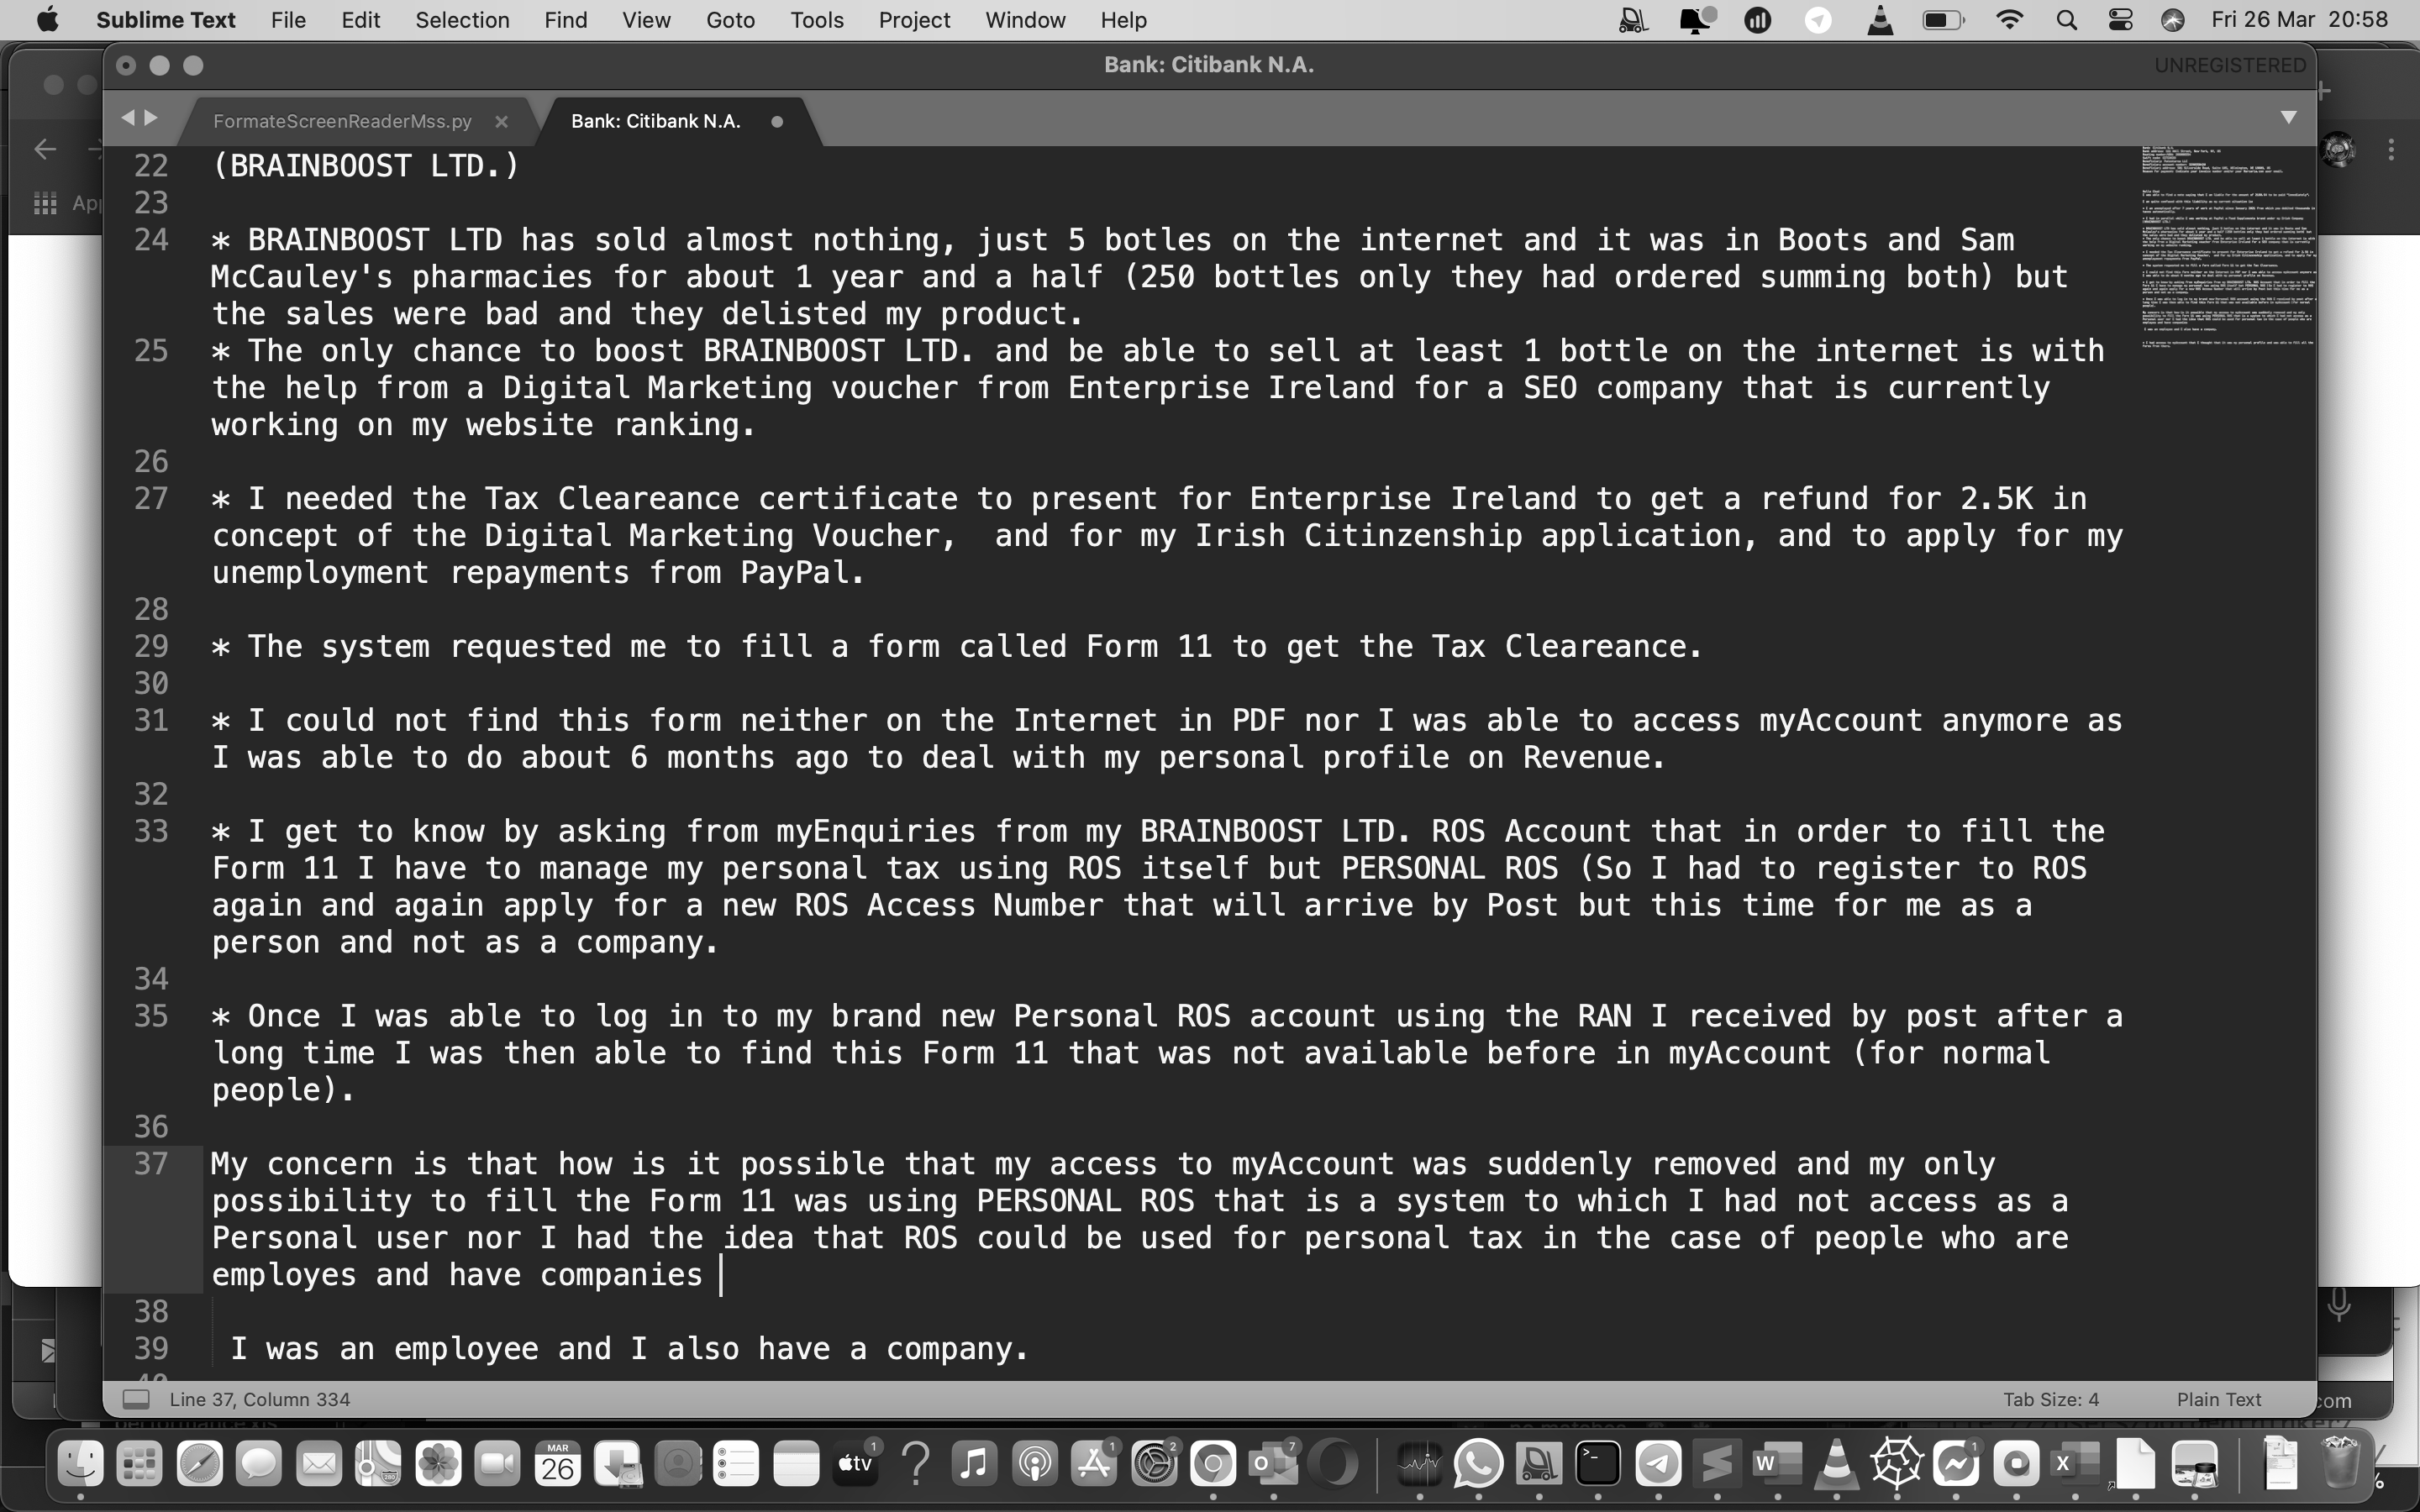 Sublime Text File Edit Selection Find View Goto Tools Project Window Help Fri 26 Mar 20:58
Bank: Citibank N.A. UNREGISTERED
FormateScreenReaderMss.py Bank: Citibank N.A.
App
22 (BRAINBOOST LTD.)
23
24 * BRAINBOOST LTD has sold almost nothing, just 5 botles on the internet and it was in Boots and Sam
McCauley's pharmacies for about 1 year and a half (250 bottles only they had ordered summing both) but
the sales were bad and they delisted my product.
25 * The only chance to boost BRAINBOOST LTD. and be able to sell at least 1 bottle on the internet is with
the help from a Digital Marketing voucher from Enterprise Ireland for a SEO company that is currently
working on my website ranking.
26
27 * I needed the Tax Cleareance certificate to present for Enterprise Ireland to get a refund for 2.5K in
concept of the Digital Marketing Voucher,  and for my Irish Citinzenship application, and to apply for my
unemployment repayments from PayPal.
28
29 * The system requested me to fill a form called Form 11 to get the Tax Cleareance.
30
31 * I could not find this form neither on the Internet in PDF nor I was able to access myAccount anymore as
I was able to do about 6 months ago to deal with my personal profile on Revenue.
32
33 * I get to know by asking from myEnquiries from my BRAINBOOST LTD. ROS Account that in order to fill the
Form 11 I have to manage my personal tax using ROS itself but PERSONAL ROS (So I had to register to ROS
again and again apply for a new ROS Access Number that will arrive by Post but this time for me as a
person and not as a company.
34
35 * Once I was able to log in to my brand new Personal ROS account using the RAN I received by post after a
long time I was then able to find this Form 11 that was not available before in myAccount (for normal
people).
36
37 My concern is that how is it possible that my access to myAccount was suddenly removed and my only
possibility to fill the Form 11 was using PERSONAL ROS that is a system to which I had not access as a
Personal user nor I had the idea that ROS could be used for personal tax in the case of people who are
employes and have companies
38
39 I was an employee and I also have a company.
40
Line 37, Column 334 Tab Size: 4 Plain Text
com
MAR
26
tv 1 1 2 7 1